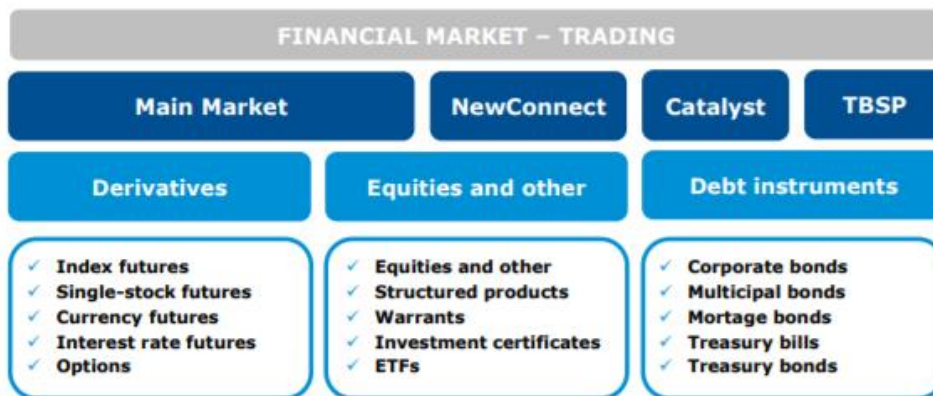 FINANCIAL MARKET – TRADING
Main Market
NewConnect
Catalyst
TBSP
Derivatives
Equities and other
Debt instruments
✓ Index futures
✓ Single-stock futures
✓ Currency futures
✓ Interest rate futures
✓ Options
✓ Equities and other
✓ Structured products
✓ Warrants
✓ Investment certificates
✓ ETFs
✓ Corporate bonds
✓ Multicipal bonds
✓ Mortage bonds
✓ Treasury bills
✓ Treasury bonds